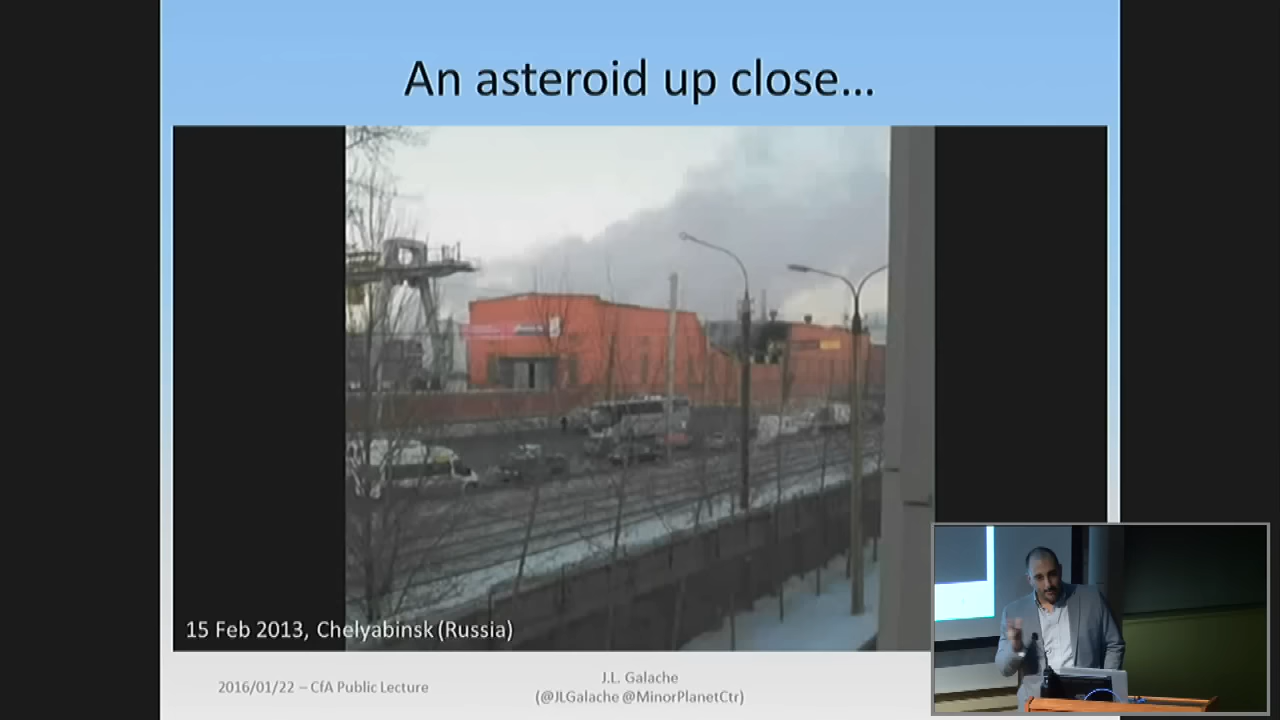 An asteroid up close...
15 Feb 2013, Chelyabinsk (Russia)
2016/01/22 – CfA Public Lecture
J.L. Galache
(@JLGalache @MinorPlanetCtr)